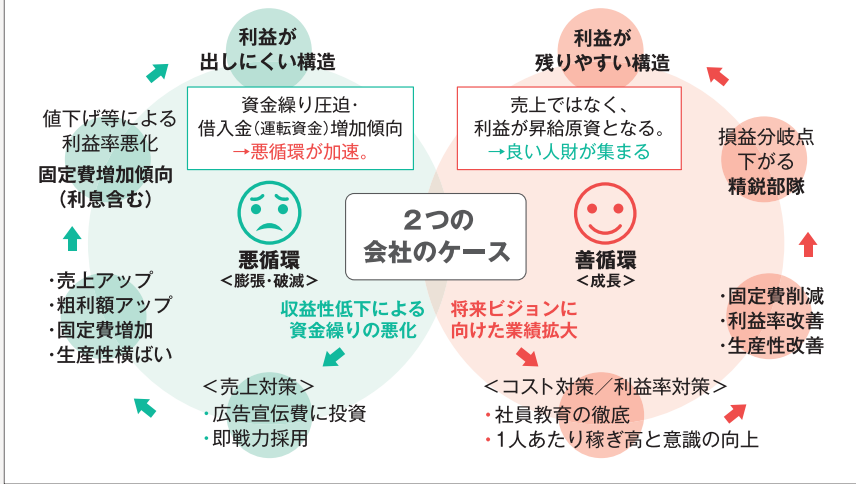 利益が
出しにくい構造
資金繰り圧迫・
借入金(運転資金)増加傾向
→悪循環が加速。
値下げ等による
利益率悪化
固定費増加傾向
(利息含む)
悪循環
<膨張・破滅>
・売上アップ
・粗利額アップ
・固定費増加
・生産性横ばい
収益性低下による
資金繰りの悪化
<売上対策>
・広告宣伝費に投資
・即戦力採用
2つの
会社のケース
利益が
残りやすい構造
売上ではなく、
利益が昇給原資となる。
→良い人財が集まる
損益分岐点
下がる
精鋭部隊
善循環
<成長>
・固定費削減
・利益率改善
・生産性改善
将来ビジョンに
向けた業績拡大
<コスト対策/利益率対策>
・社員教育の徹底
・1人あたり稼ぎ高と意識の向上